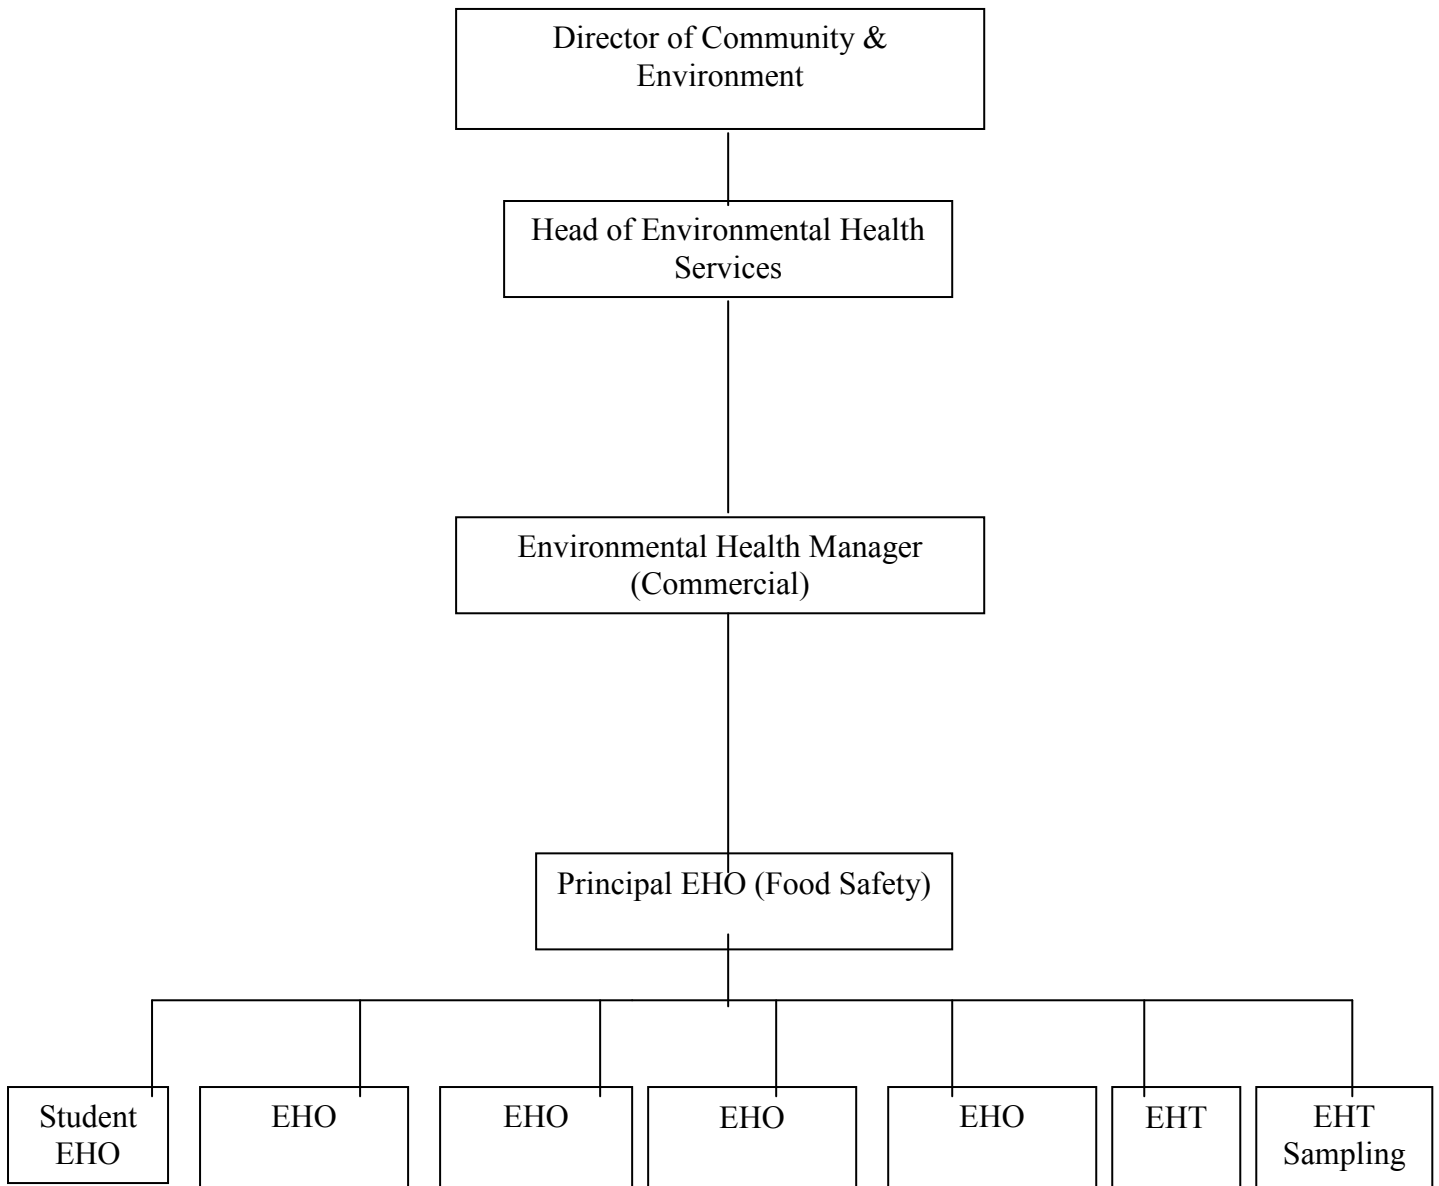 Director of Community &
Environment
Head of Environmental Health
Services
Environmental Health Manager
(Commercial)
Principal EHO (Food Safety)
Student
EHO
EHO
EHO
EHO
EHO
EHT
EHT
Sampling